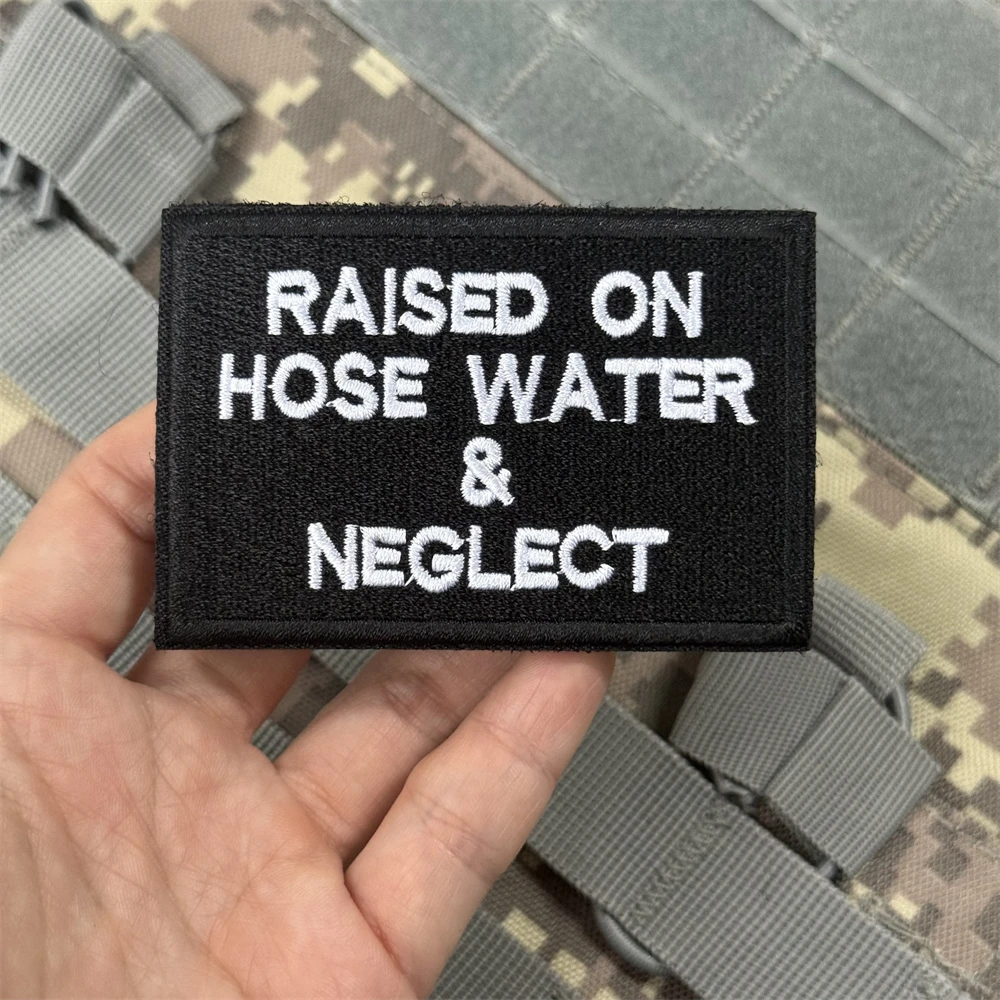 RAISED ON
HOSE WATER
&
NEGLECT